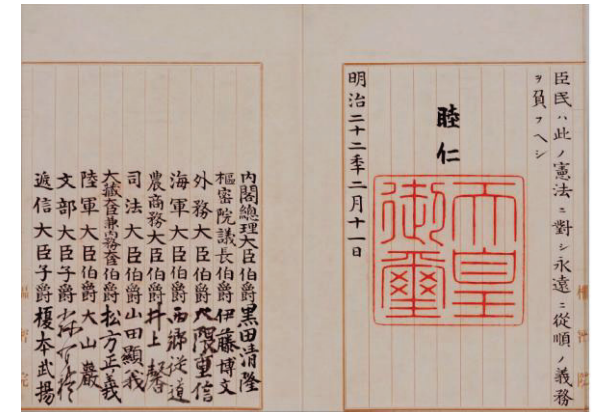 臣民ハ此ノ憲法ニ對シ永遠ニ從順ノ義務
ヲ負フヘシ
睦仁
天皇
御璽
明治二十二秊二月十一日
內閣總理大臣伯爵黑田清隆
樞密院議長伯爵伊藤博文
外務大臣伯爵大隈重信
海軍大臣伯爵西郷從道
農商務大臣伯爵井上馨
司法大臣伯爵山田顯義
大藏大臣兼內務大臣伯爵松方正義
陸軍大臣伯爵大山巖
文部大臣子爵森有禮
遞信大臣子爵榎本武揚